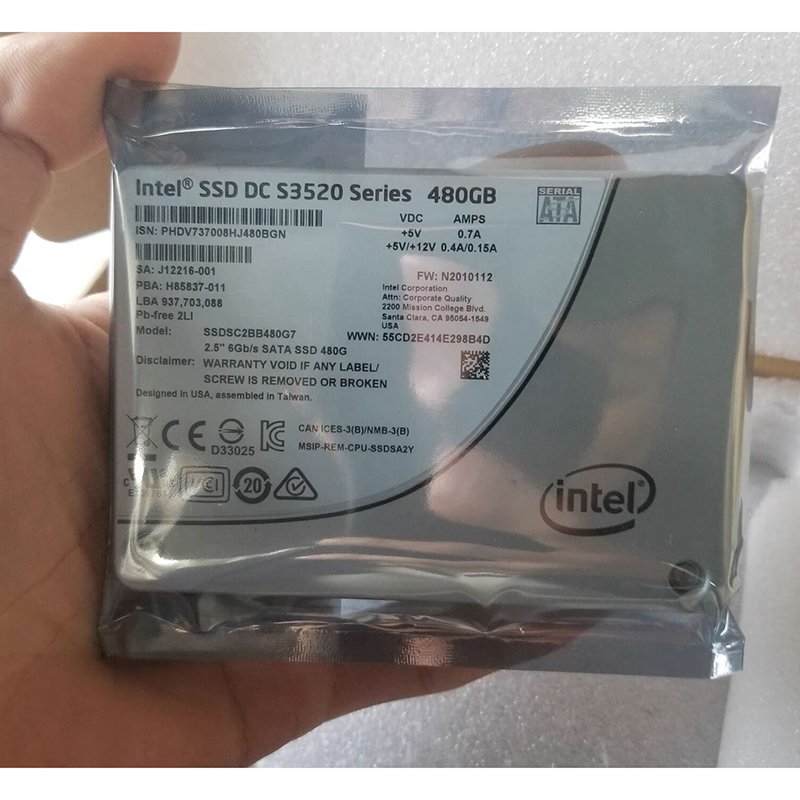 Intel® SSD DC S3520 Series 480GB
SERIAL
ATA
VDC AMPS
+5V 0.7A
+5V/+12V 0.4A/0.15A
ISN: PHDV737008HJ480BGN
SA: J12216-001
PBA: H85837-011
LBA 937,703,088
Pb-free 2LI
FW: N2010112
Intel Corporation
Attn: Corporate Quality
2200 Mission College Blvd.
Santa Clara, CA 95054-1549
USA
Model: SSDSC2BB480G7
WWN: 55CD2E414E298B4D
2.5" 6Gb/s SATA SSD 480G
Disclaimer: WARRANTY VOID IF ANY LABEL/
SCREW IS REMOVED OR BROKEN
Designed in USA, assembled in Taiwan.
CE
D33025
CAN ICES-3(B)/NMB-3(B)
MSIP-REM-CPU-SSDSA2Y
20
intel®